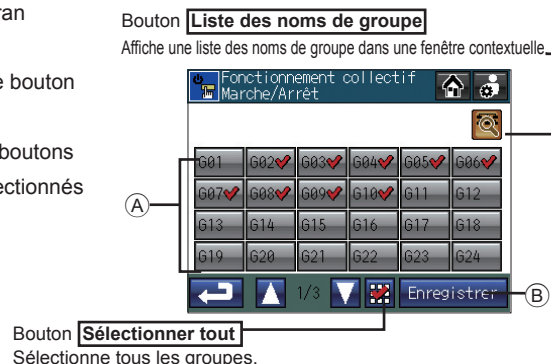 ran
e bouton
boutons
ectionnés
Bouton Liste des noms de groupe
Affiche une liste des noms de groupe dans une fenêtre contextuelle
Fonctionnement collectif
Marche/Arrêt
G01 G02 G03 G04 G05 G06
G07 G08 G09 G10 G11 G12
G13 G14 G15 G16 G17 G18
G19 G20 G21 G22 G23 G24
A
1/3 Enregistrer
B
Bouton Sélectionner tout
Sélectionne tous les groupes.